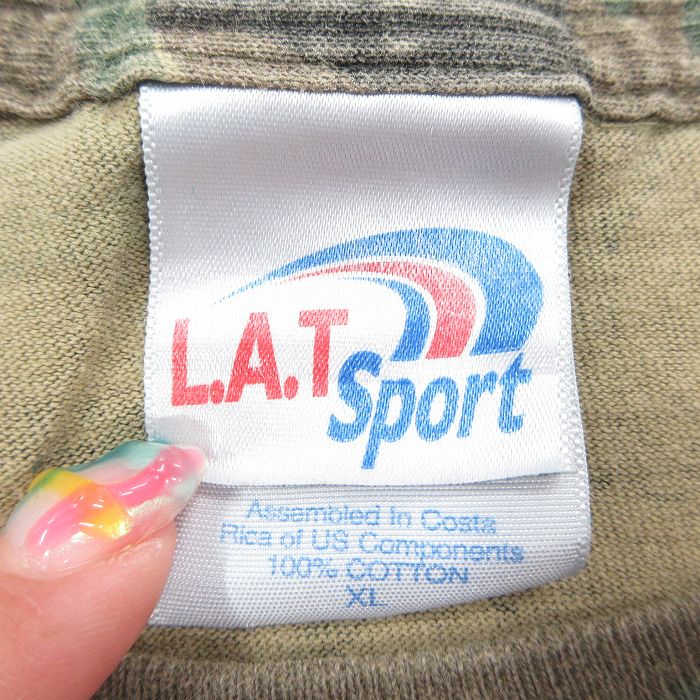 L.A.T
Sport
Assembled in Costa
Rica of US Components
100% COTTON
XL